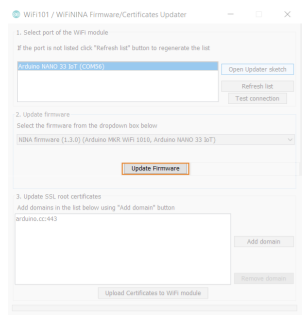 WiFi101 / WiFiNINA Firmware/Certificates Updater
1. Select port of the WiFi module
If the port is not listed click "Refresh list" button to regenerate the list
Arduino NANO 33 IoT (COM56)
Open Updater sketch
Refresh list
Test connection
2. Update firmware
Select the firmware from the dropdown box below
NINA firmware (1.3.0) (Arduino MKR WiFi 1010, Arduino NANO 33 IoT)
Update Firmware
3. Update SSL root certificates
Add domains in the list below using "Add domain" button
arduino.cc:443
Add domain
Remove domain
Upload Certificates to WiFi module